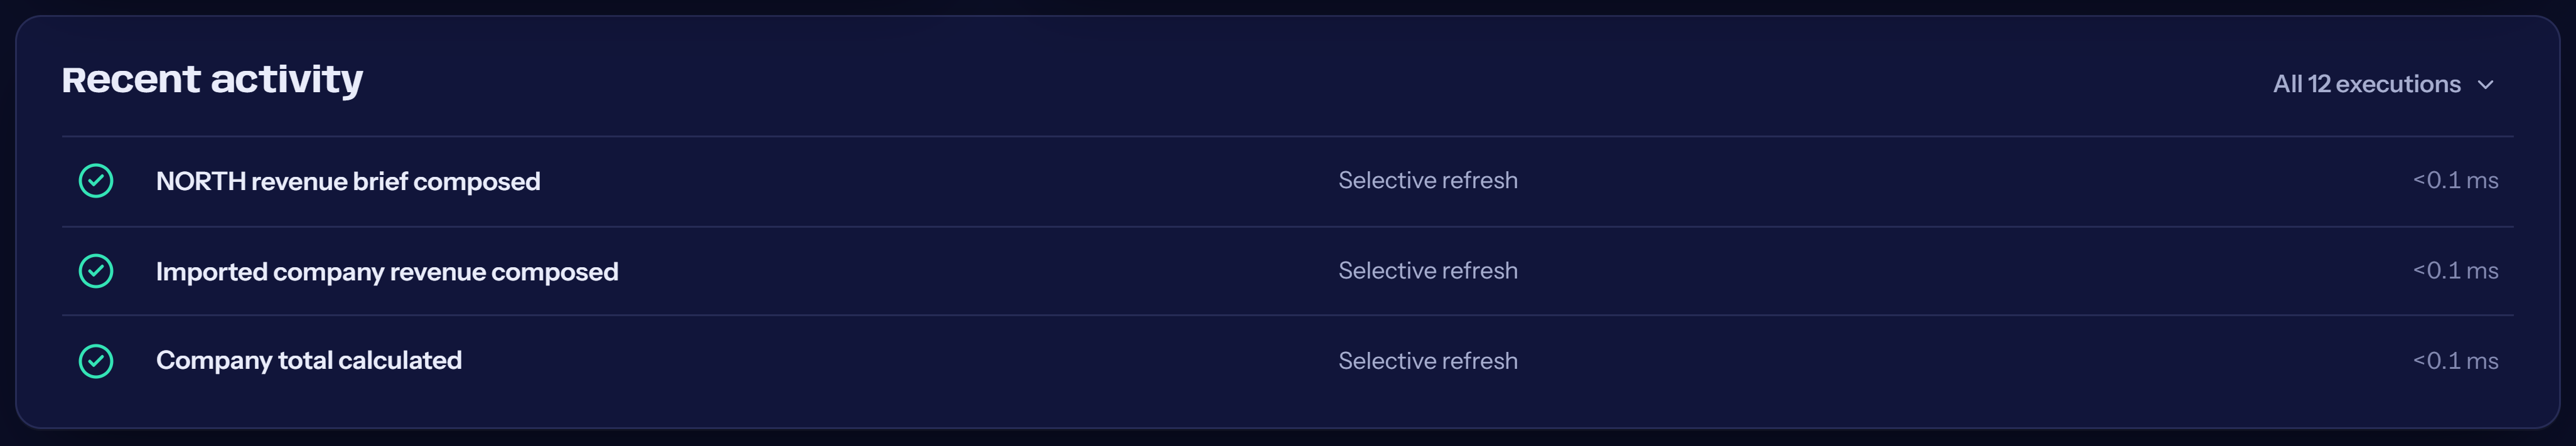 Recent activity
All 12 executions
NORTH revenue brief composed
Selective refresh
<0.1 ms
Imported company revenue composed
Selective refresh
<0.1 ms
Company total calculated
Selective refresh
<0.1 ms